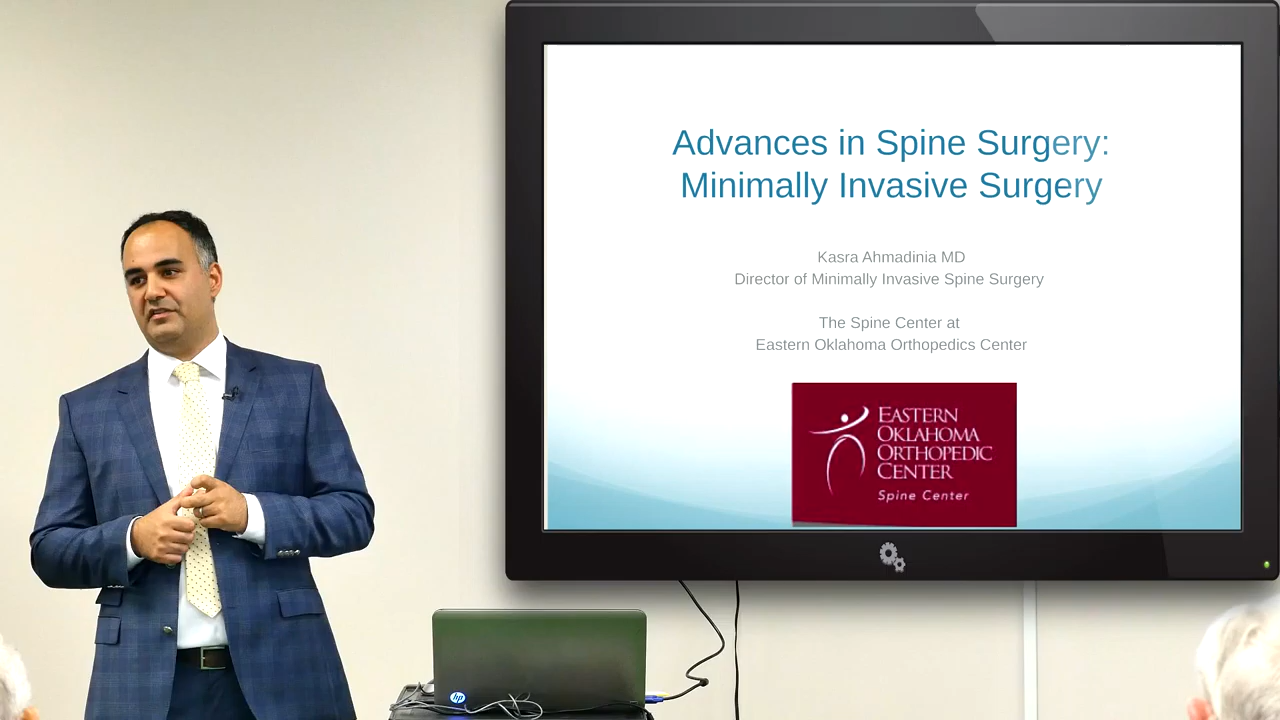 Advances in Spine Surgery:
Minimally Invasive Surgery
Kasra Ahmadinia MD
Director of Minimally Invasive Spine Surgery
The Spine Center at
Eastern Oklahoma Orthopedics Center
EASTERN
OKLAHOMA
ORTHOPEDIC
CENTER
Spine Center
hp